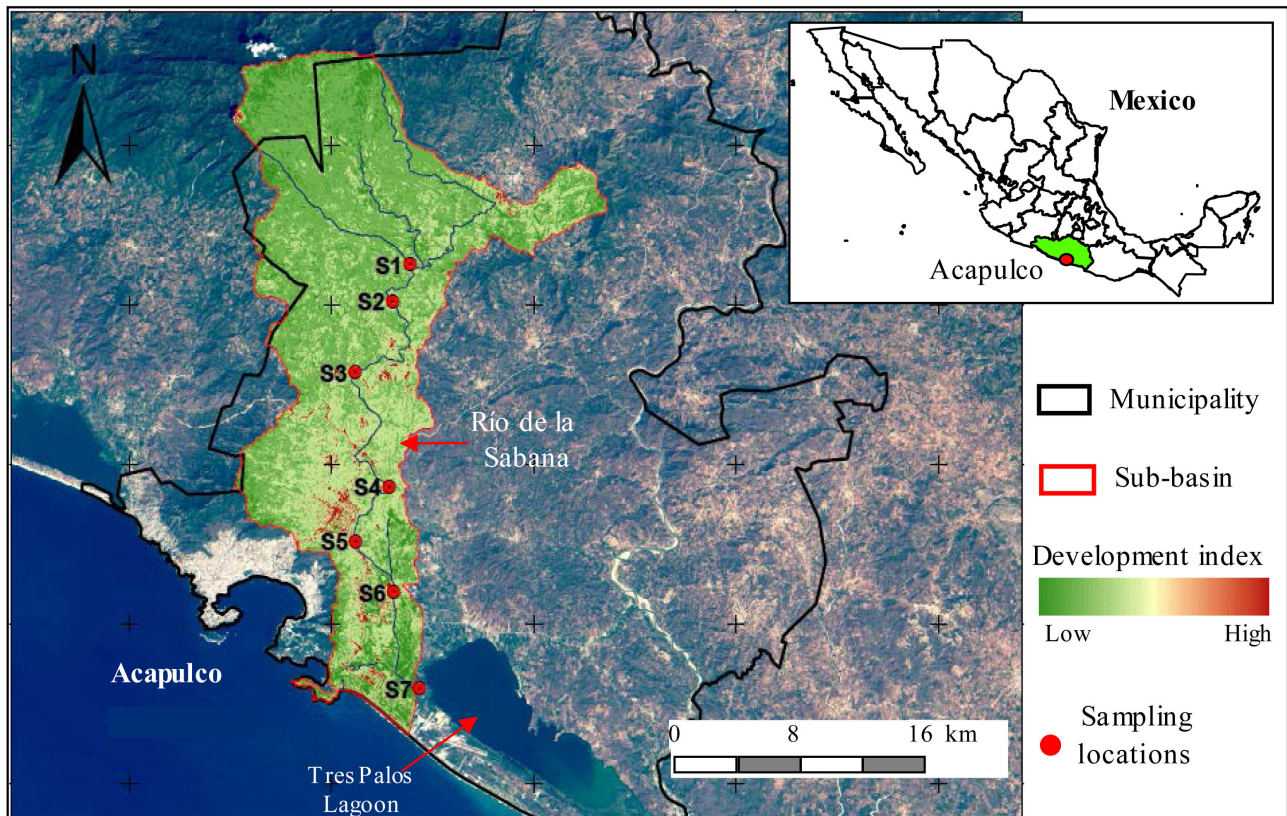 N
Mexico
Acapulco
S1
S2
S3
Río de la
Sabana
S4
S5
S6
S7
Acapulco
Tres Palos
Lagoon
0 8 16 km
Municipality
Sub-basin
Development index
Low High
Sampling
locations